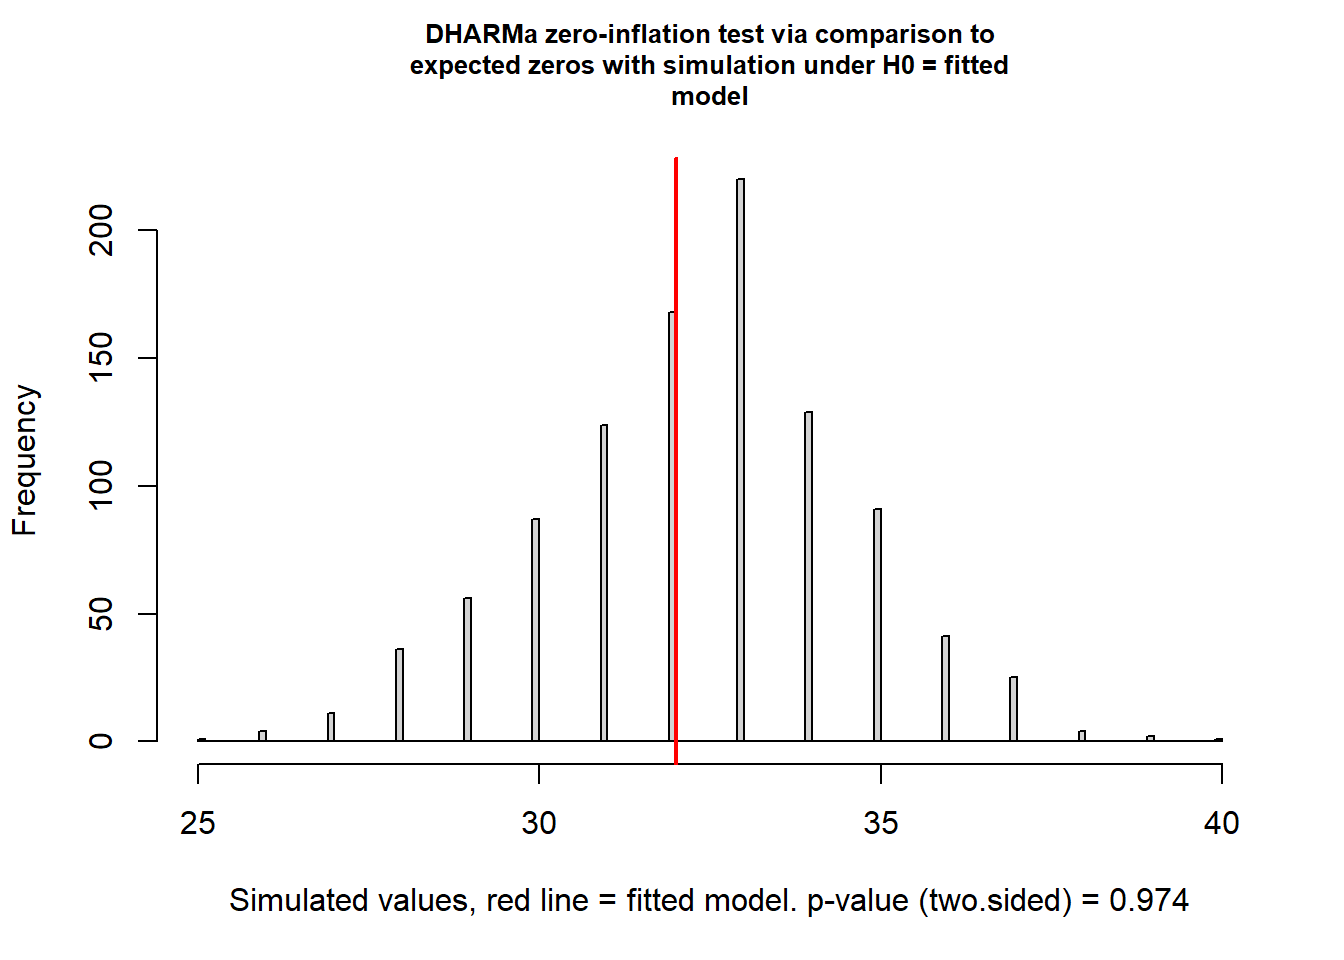 DHARMa zero-inflation test via comparison to
expected zeros with simulation under H0 = fitted
model
Frequency
200
150
100
50
0
25 30 35 40
Simulated values, red line = fitted model. p-value (two.sided) = 0.974